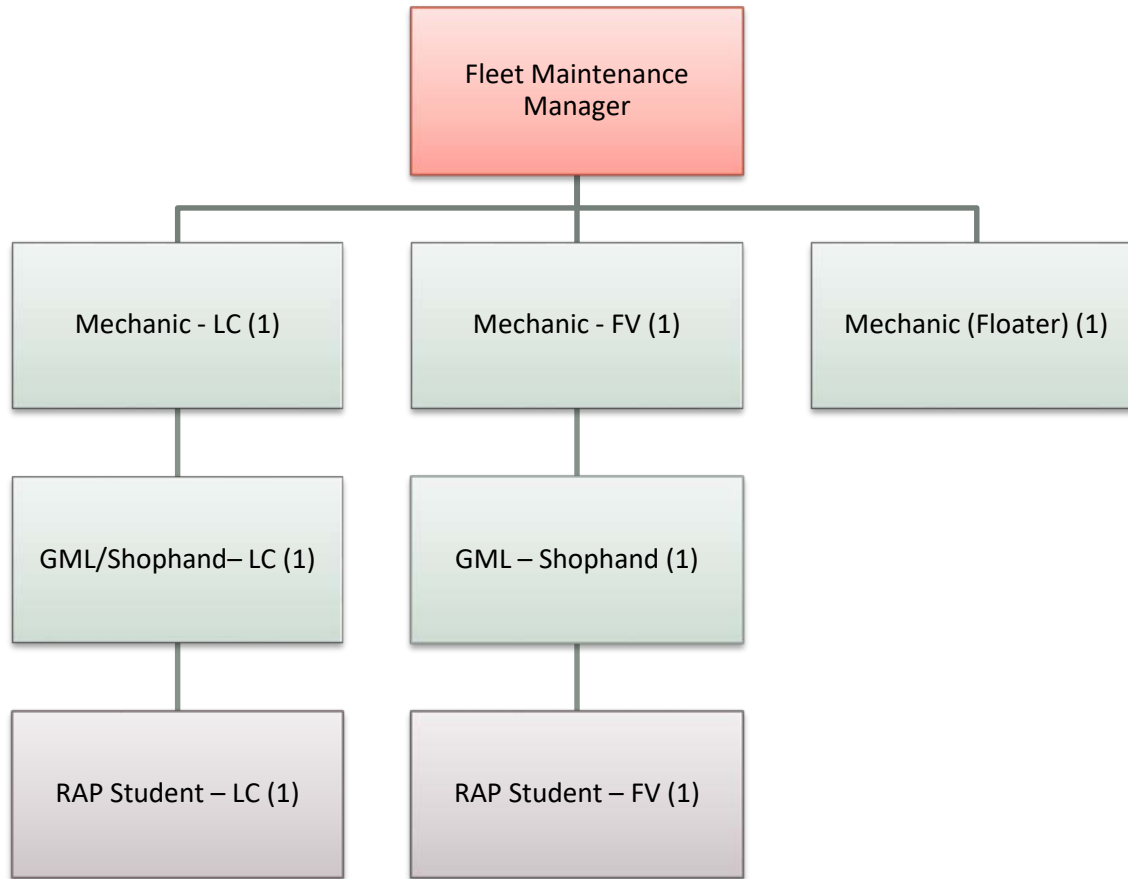 Fleet Maintenance
Manager
Mechanic - LC (1)
Mechanic - FV (1)
Mechanic (Floater) (1)
GML/Shophand– LC (1)
GML – Shophand (1)
RAP Student – LC (1)
RAP Student – FV (1)